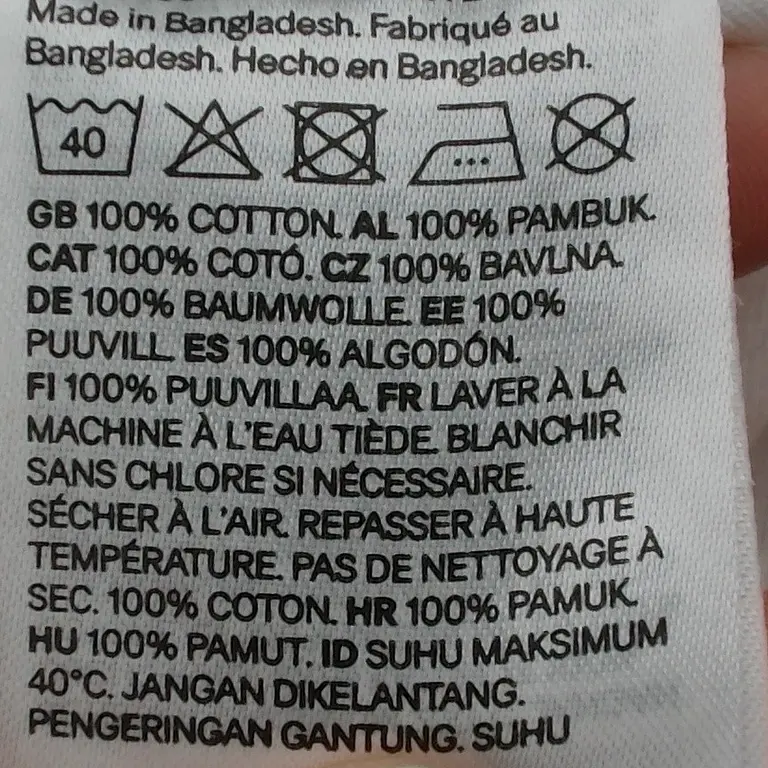 Made in Bangladesh. Fabriqué au
Bangladesh. Hecho en Bangladesh.
40
GB 100% COTTON. AL 100% PAMBUK.
CAT 100% COTÓ. CZ 100% BAVLNA.
DE 100% BAUMWOLLE. EE 100%
PUUVILL. ES 100% ALGODÓN.
FI 100% PUUVILLAA. FR LAVER À LA
MACHINE À L'EAU TIÈDE. BLANCHIR
SANS CHLORE SI NÉCESSAIRE.
SÉCHER À L'AIR. REPASSER À HAUTE
TEMPÉRATURE. PAS DE NETTOYAGE À
SEC. 100% COTON. HR 100% PAMUK.
HU 100% PAMUT. ID SUHU MAKSIMUM
40°C. JANGAN DIKELANTANG.
PENGERINGAN GANTUNG. SUHU